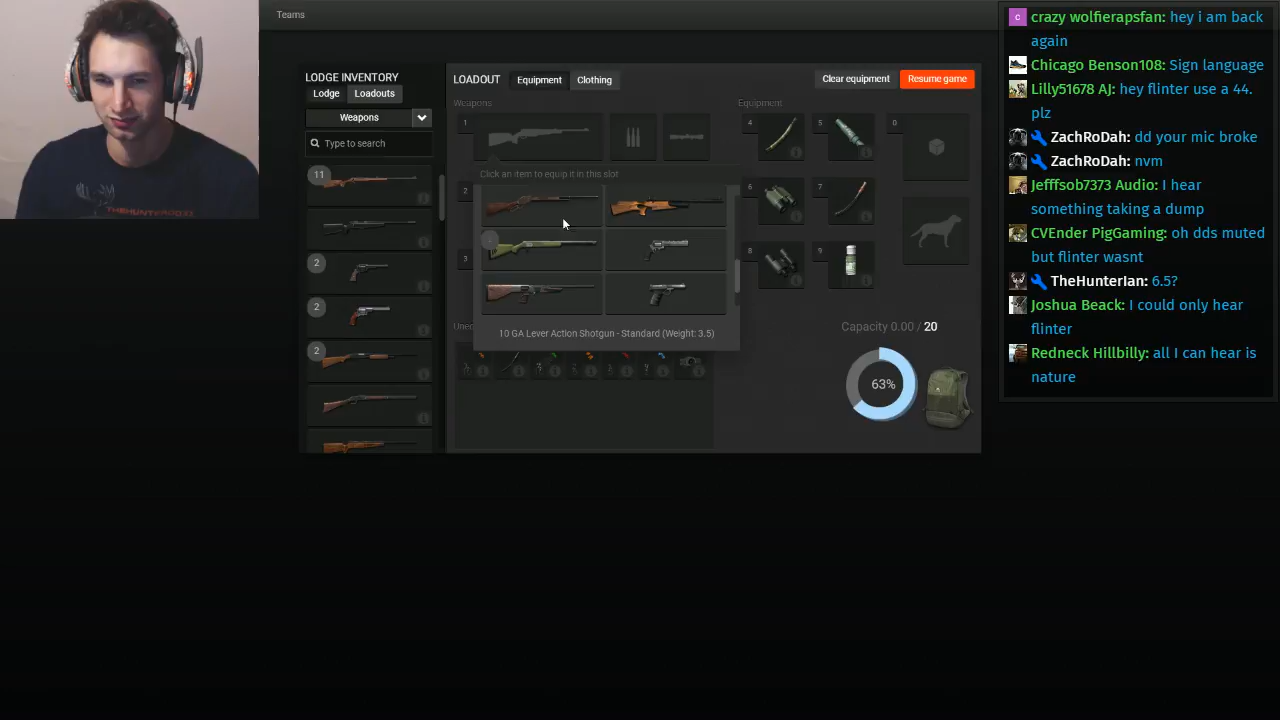 Teams
LODGE INVENTORY
Lodge Loadouts
Weapons
Type to search
11
2
2
2
LOADOUT Equipment Clothing Clear equipment Resume game
Weapons Equipment
1
2
3
4
5
0
6
7
8
9
Click an item to equip it in this slot
10 GA Lever Action Shotgun - Standard (Weight: 3.5)
Capacity 0.00 / 20
63%
crazy wolfierapsfan: hey i am back
again
Chicago Benson108: Sign language
Lilly51678 AJ: hey flinter use a 44.
plz
ZachRoDah: dd your mic broke
ZachRoDah: nvm
Jefffsob7373 Audio: I hear
something taking a dump
CVEnder PigGaming: oh dds muted
but flinter wasnt
TheHunterIan: 6.5?
Joshua Beack: I could only hear
flinter
Redneck Hillbilly: all I can hear is
nature